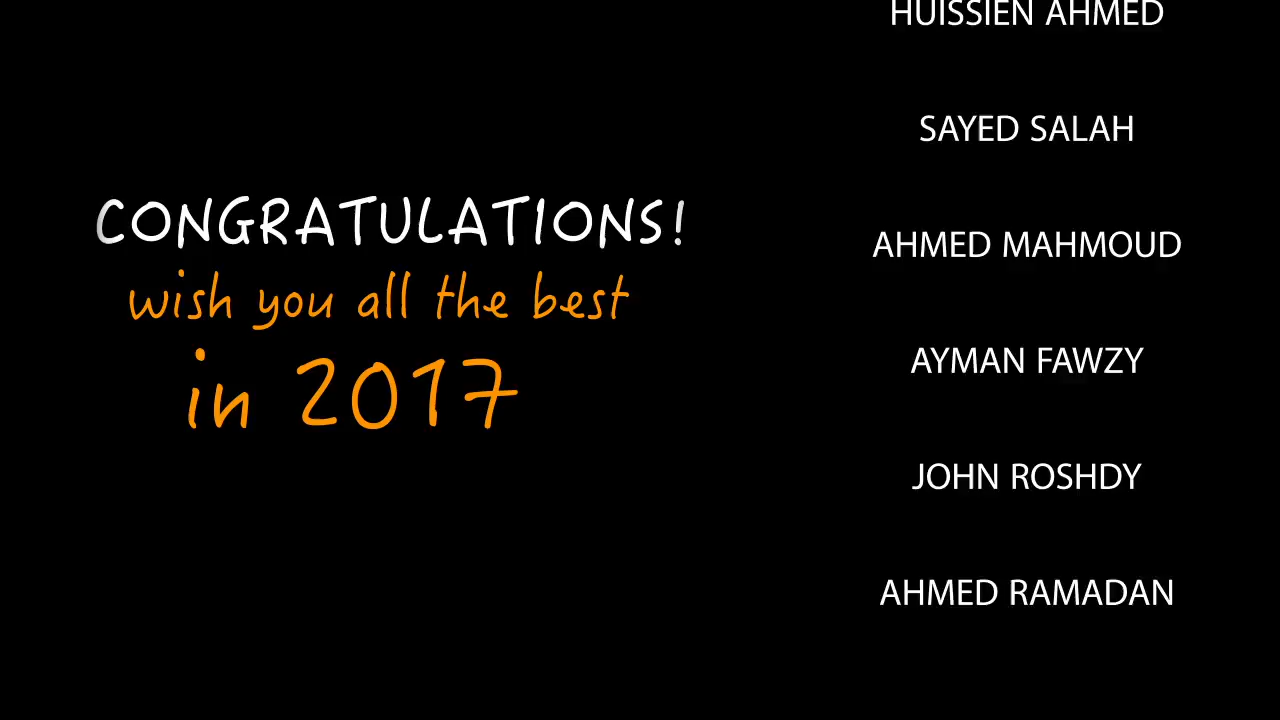 CONGRATULATIONS!
wish you all the best
in 2017
HUISSIEN AHMED
SAYED SALAH
AHMED MAHMOUD
AYMAN FAWZY
JOHN ROSHDY
AHMED RAMADAN